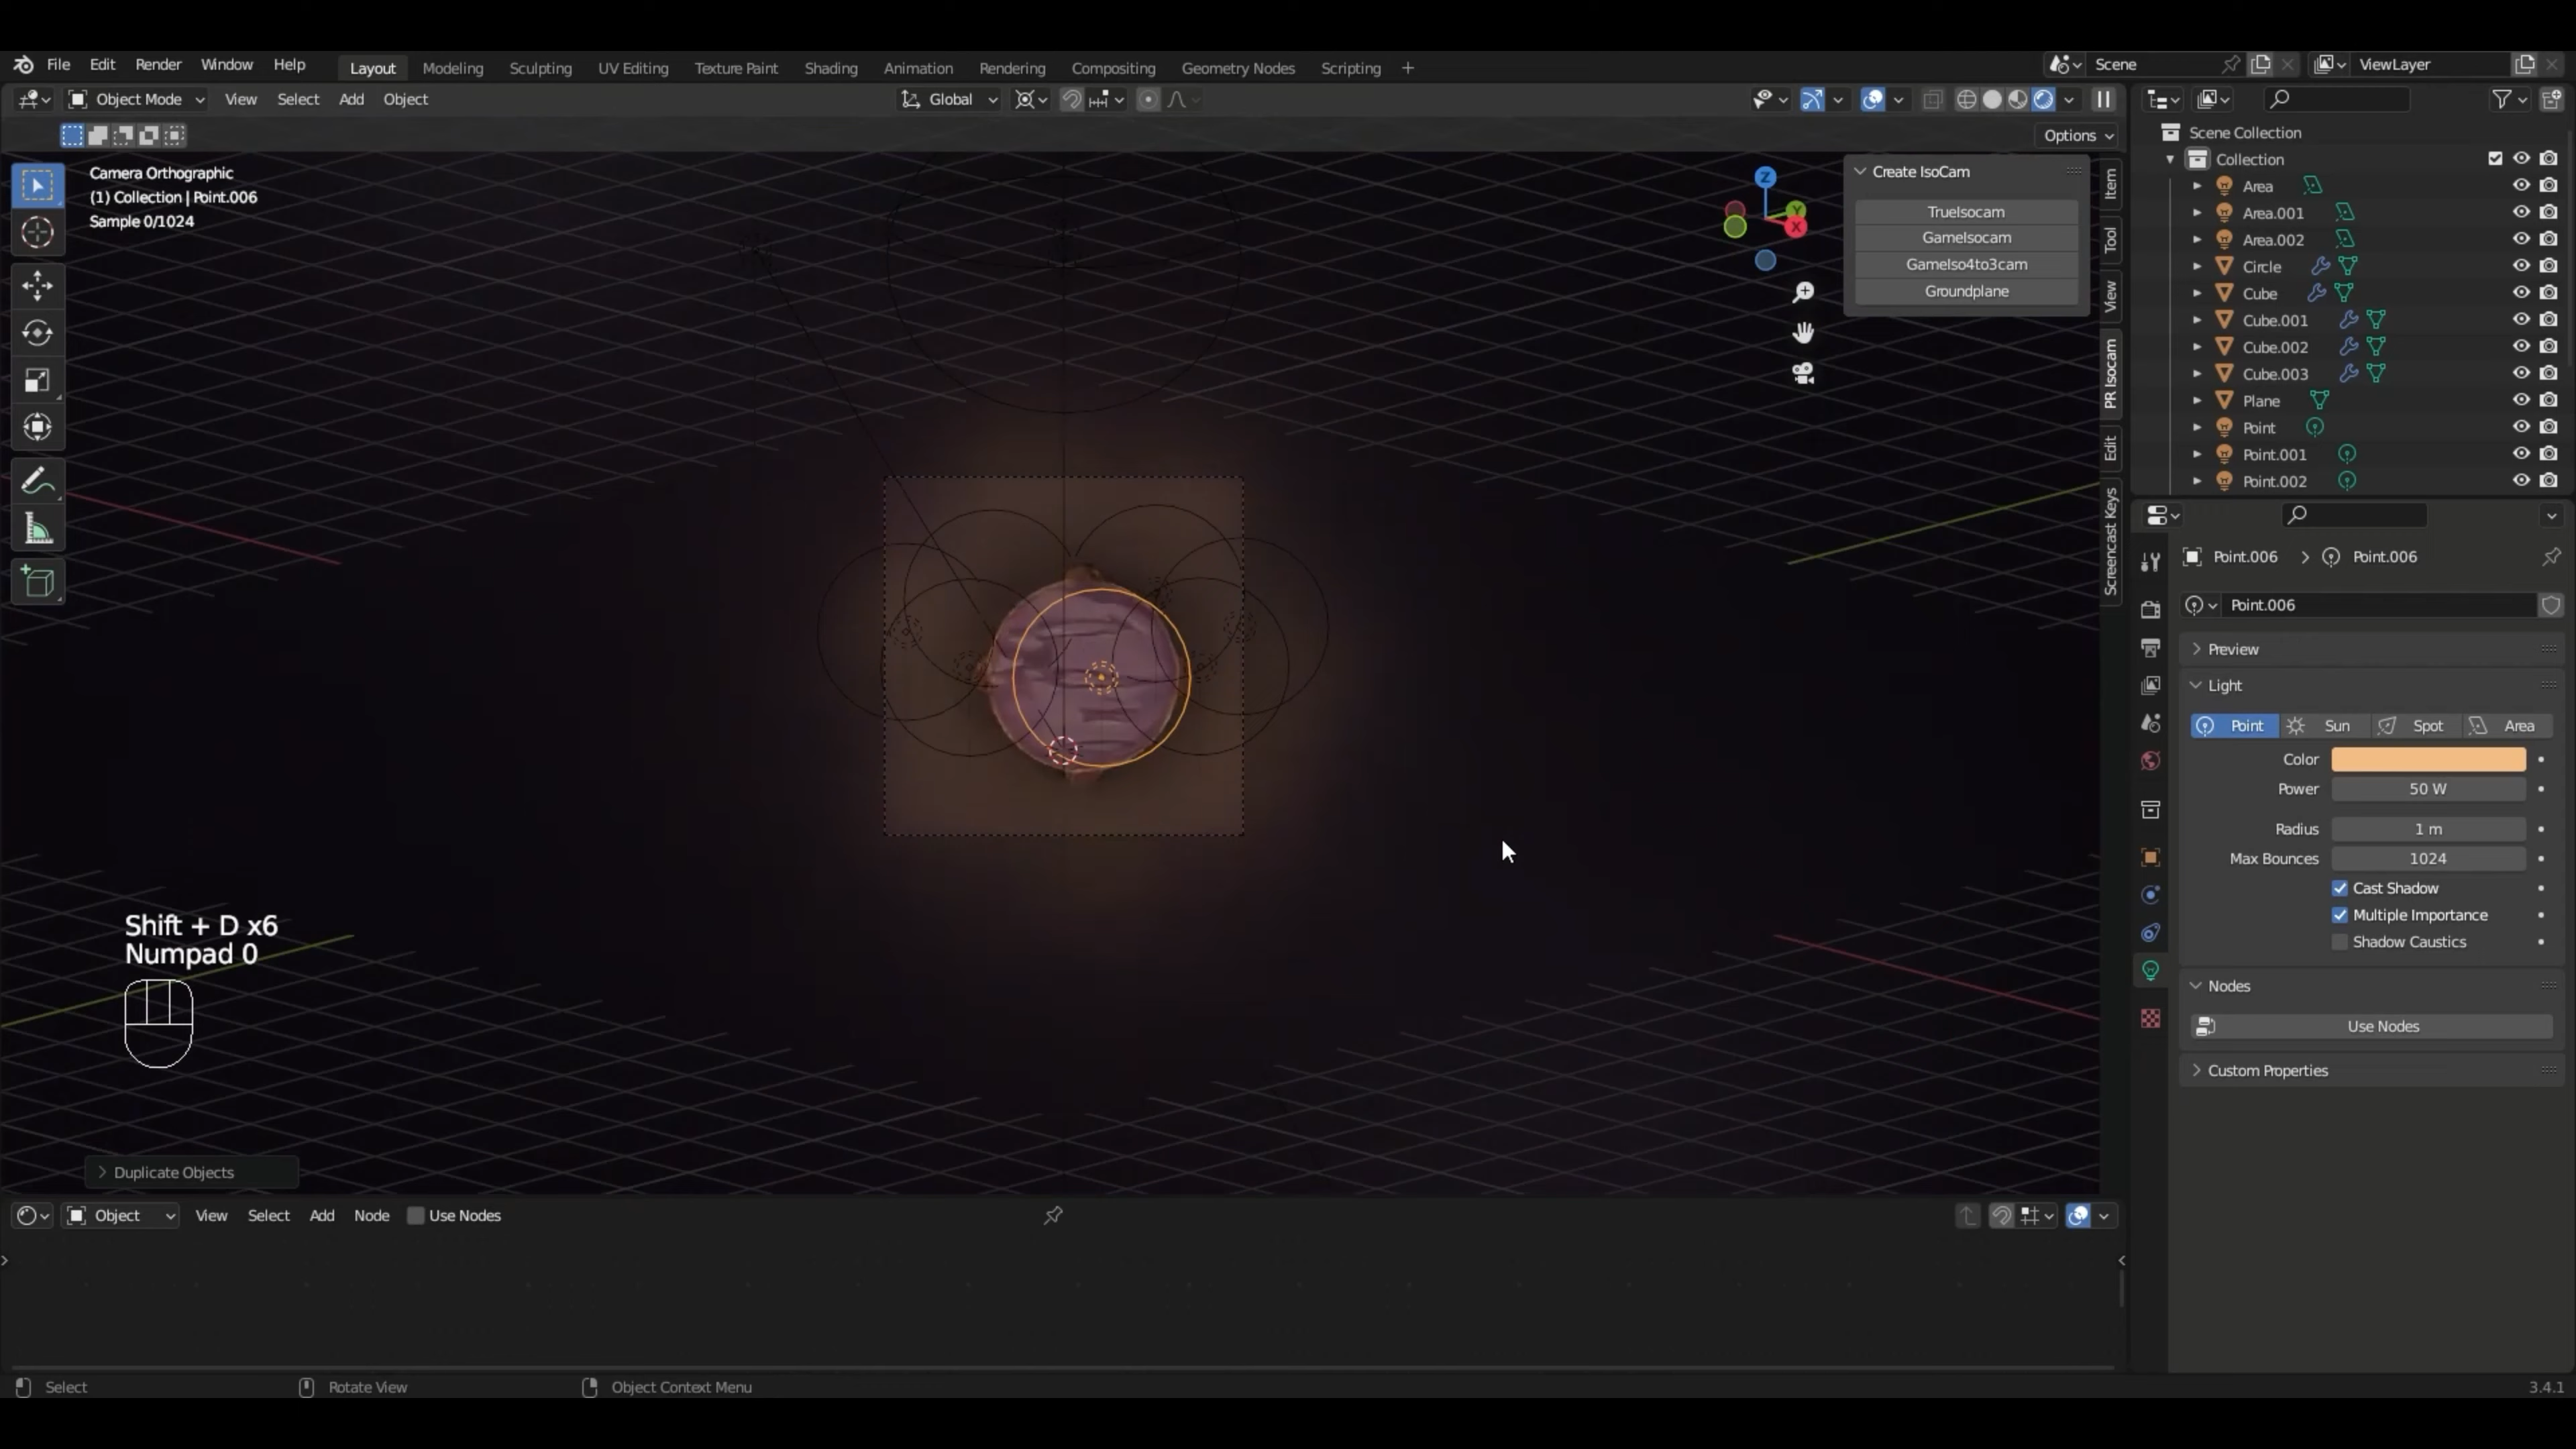 File Edit Render Window Help Layout Modeling Sculpting UV Editing Texture Paint Shading Animation Rendering Compositing Geometry Nodes Scripting + Scene ViewLayer
Object Mode View Select Add Object Global
Options
Camera Orthographic
(1) Collection | Point.006
Sample 0/1024
Z
Y
X
Create IsoCam
TrueIsocam
GameIsocam
GameIso4to3cam
Groundplane
Item
Tool
View
PR Isocam
Edit
Screencast Keys
Scene Collection
Collection
Area
Area.001
Area.002
Circle
Cube
Cube.001
Cube.002
Cube.003
Plane
Point
Point.001
Point.002
Point.006 > Point.006
Point.006
Preview
Light
Point Sun Spot Area
Color
Power 50 W
Radius 1 m
Max Bounces 1024
Cast Shadow
Multiple Importance
Shadow Caustics
Nodes
Use Nodes
Custom Properties
Shift + D x6
Numpad 0
Duplicate Objects
Object View Select Add Node Use Nodes
Select Rotate View Object Context Menu 3.4.1